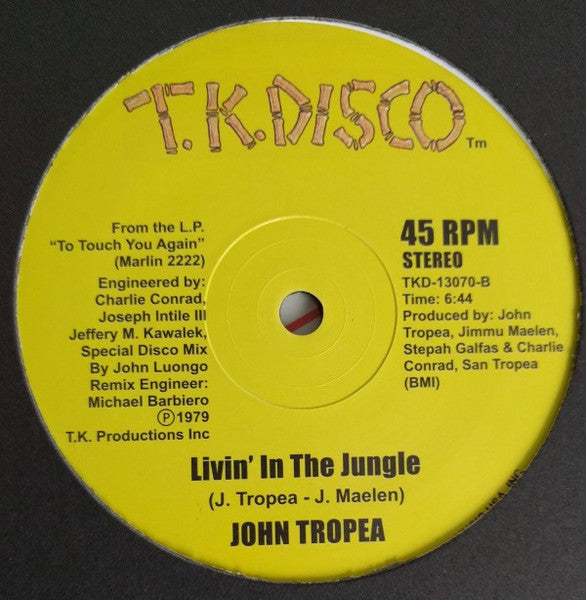 T.K.DISCO
Tm
From the L.P.
"To Touch You Again"
(Marlin 2222)
Engineered by:
Charlie Conrad,
Joseph Intile III
Jeffery M. Kawalek,
Special Disco Mix
By John Luongo
Remix Engineer:
Michael Barbiero
Ⓟ1979
T.K. Productions Inc
45 RPM
STEREO
TKD-13070-B
Time: 6:44
Produced by: John
Tropea, Jimmu Maelen,
Stepah Galfas & Charlie
Conrad, San Tropea
(BMI)
Livin' In The Jungle
(J. Tropea - J. Maelen)
JOHN TROPEA
USA, INC